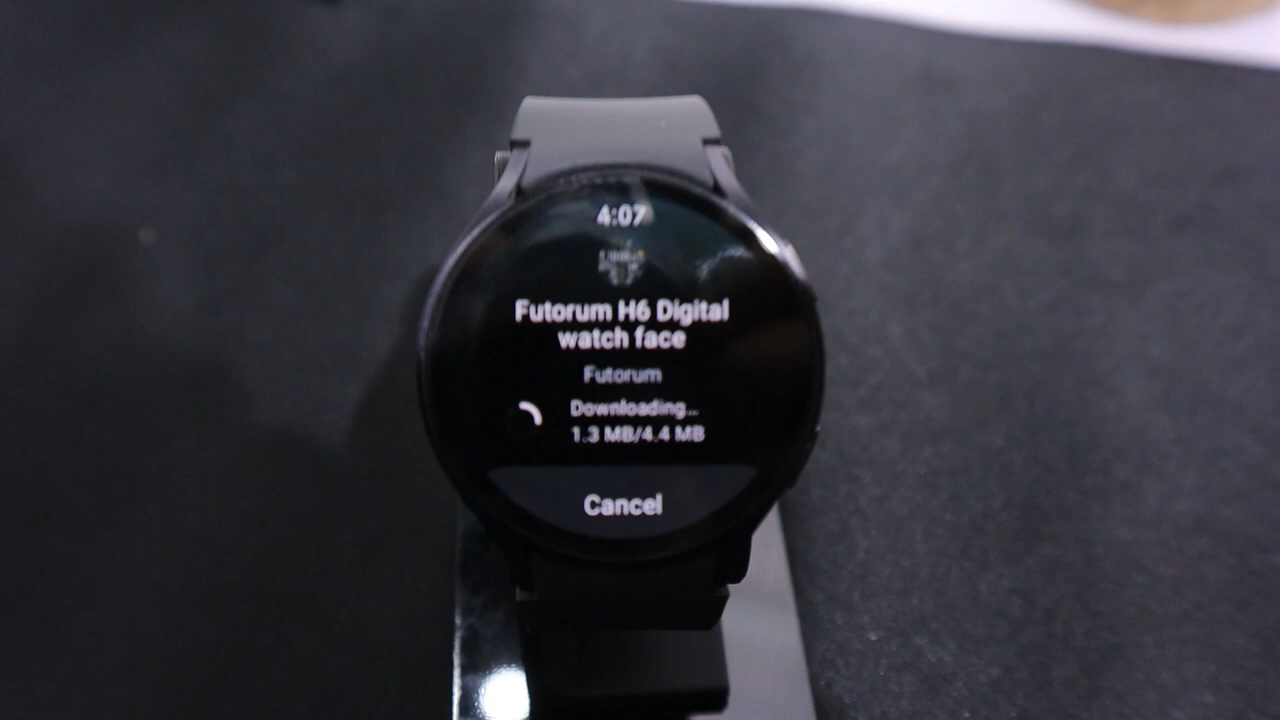 4:07
Futorum H6 Digital
watch face
Futorum
Downloading...
1.3 MB/4.4 MB
Cancel